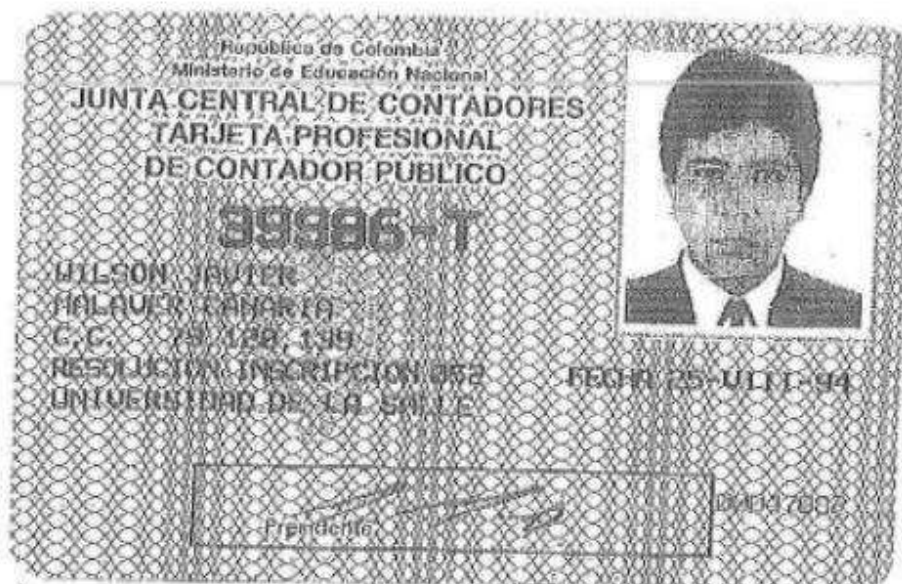 República de Colombia
Ministerio de Educación Nacional
JUNTA CENTRAL DE CONTADORES
TARJETA PROFESIONAL
DE CONTADOR PUBLICO
WILSON JAVIER
MALAVER CANARIA
C.C.
RESOLUCION INSCRIPCION 052
FECHA 25-VIII-94
UNIVERSIDAD DE LA SALLE
Presidente